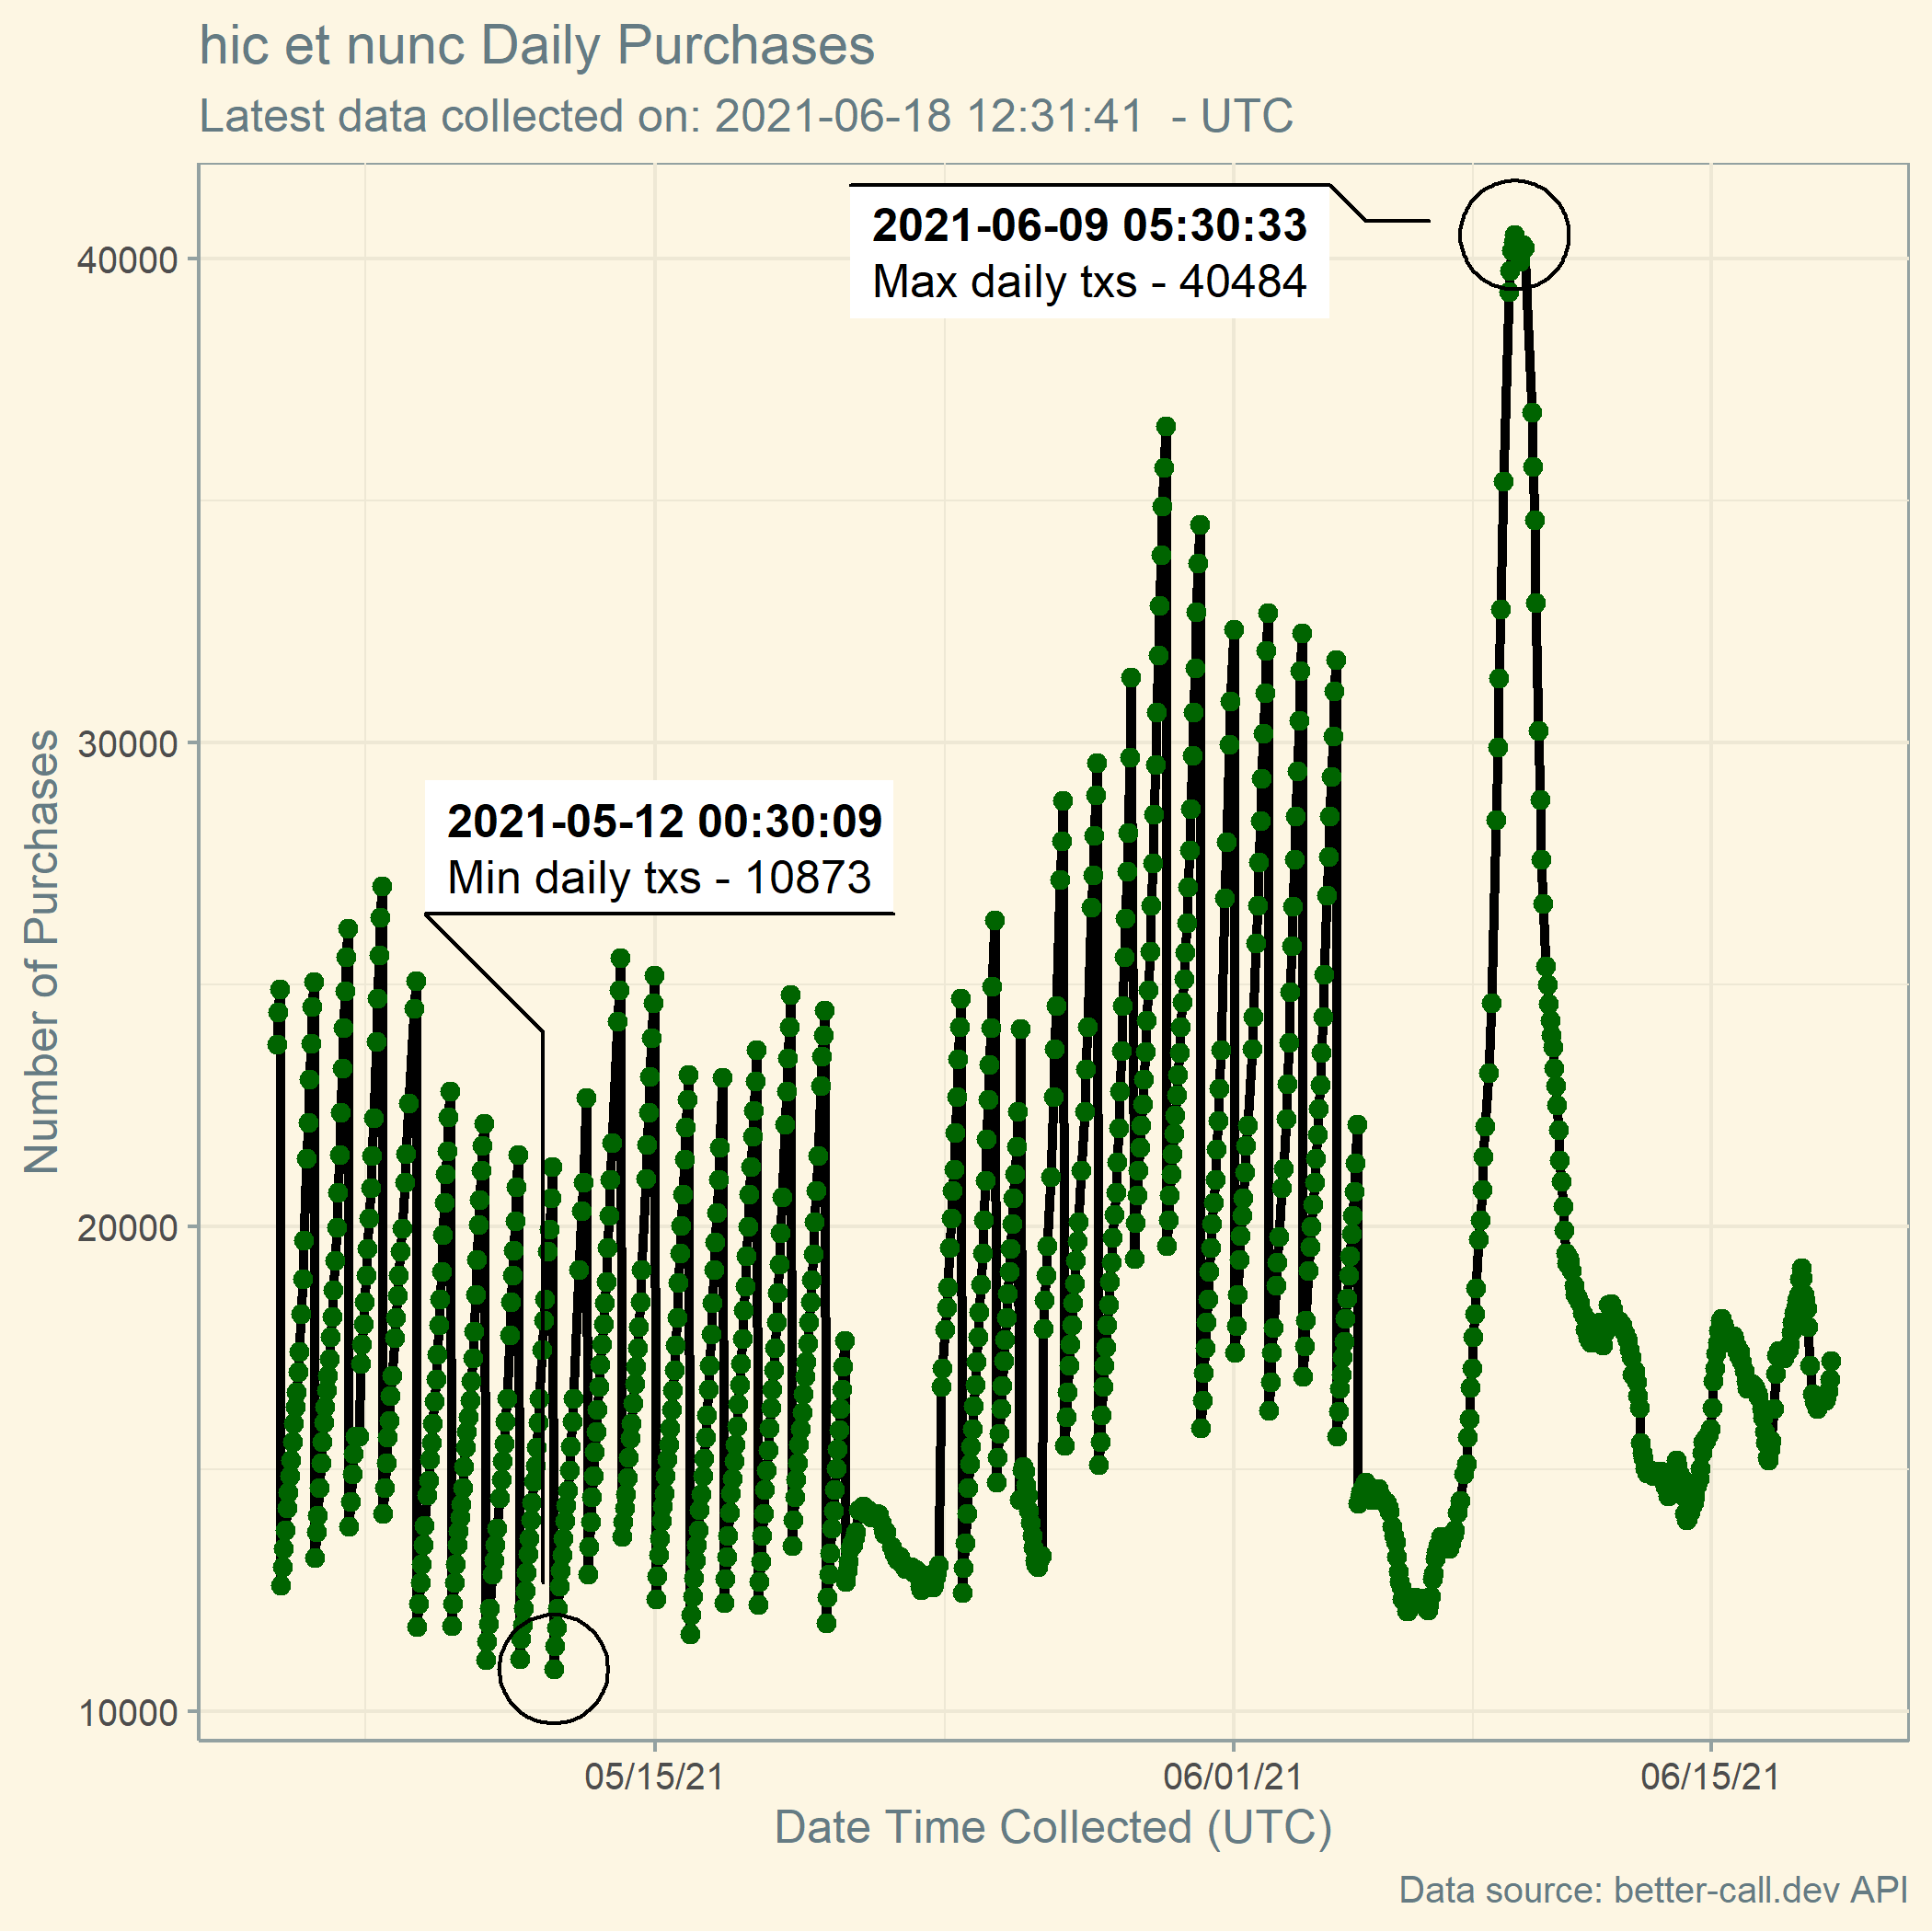 hic et nunc Daily Purchases
Latest data collected on: 2021-06-18 12:31:41  - UTC
2021-06-09 05:30:33
Max daily txs - 40484
2021-05-12 00:30:09
Min daily txs - 10873
Number of Purchases
40000
30000
20000
10000
05/15/21
06/01/21
06/15/21
Date Time Collected (UTC)
Data source: better-call.dev API